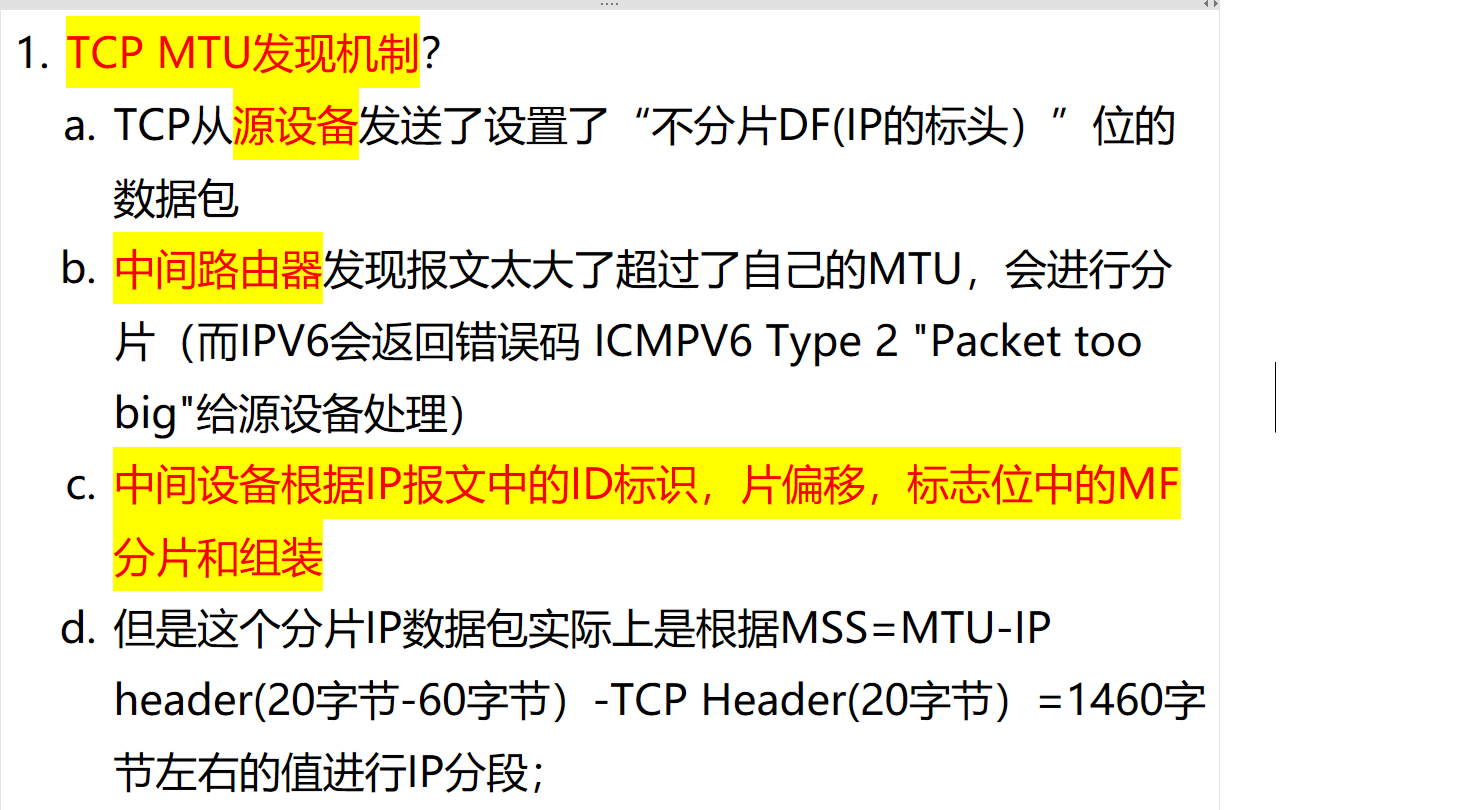 1. TCP MTU发现机制?
a. TCP从源设备发送了设置了“不分片DF(IP的标头）”位的
数据包
b. 中间路由器发现报文太大了超过了自己的MTU，会进行分
片（而IPV6会返回错误码 ICMPV6 Type 2 "Packet too
big"给源设备处理）
c. 中间设备根据IP报文中的ID标识，片偏移，标志位中的MF
分片和组装
d. 但是这个分片IP数据包实际上是根据MSS=MTU-IP
header(20字节-60字节）-TCP Header(20字节）=1460字
节左右的值进行IP分段；